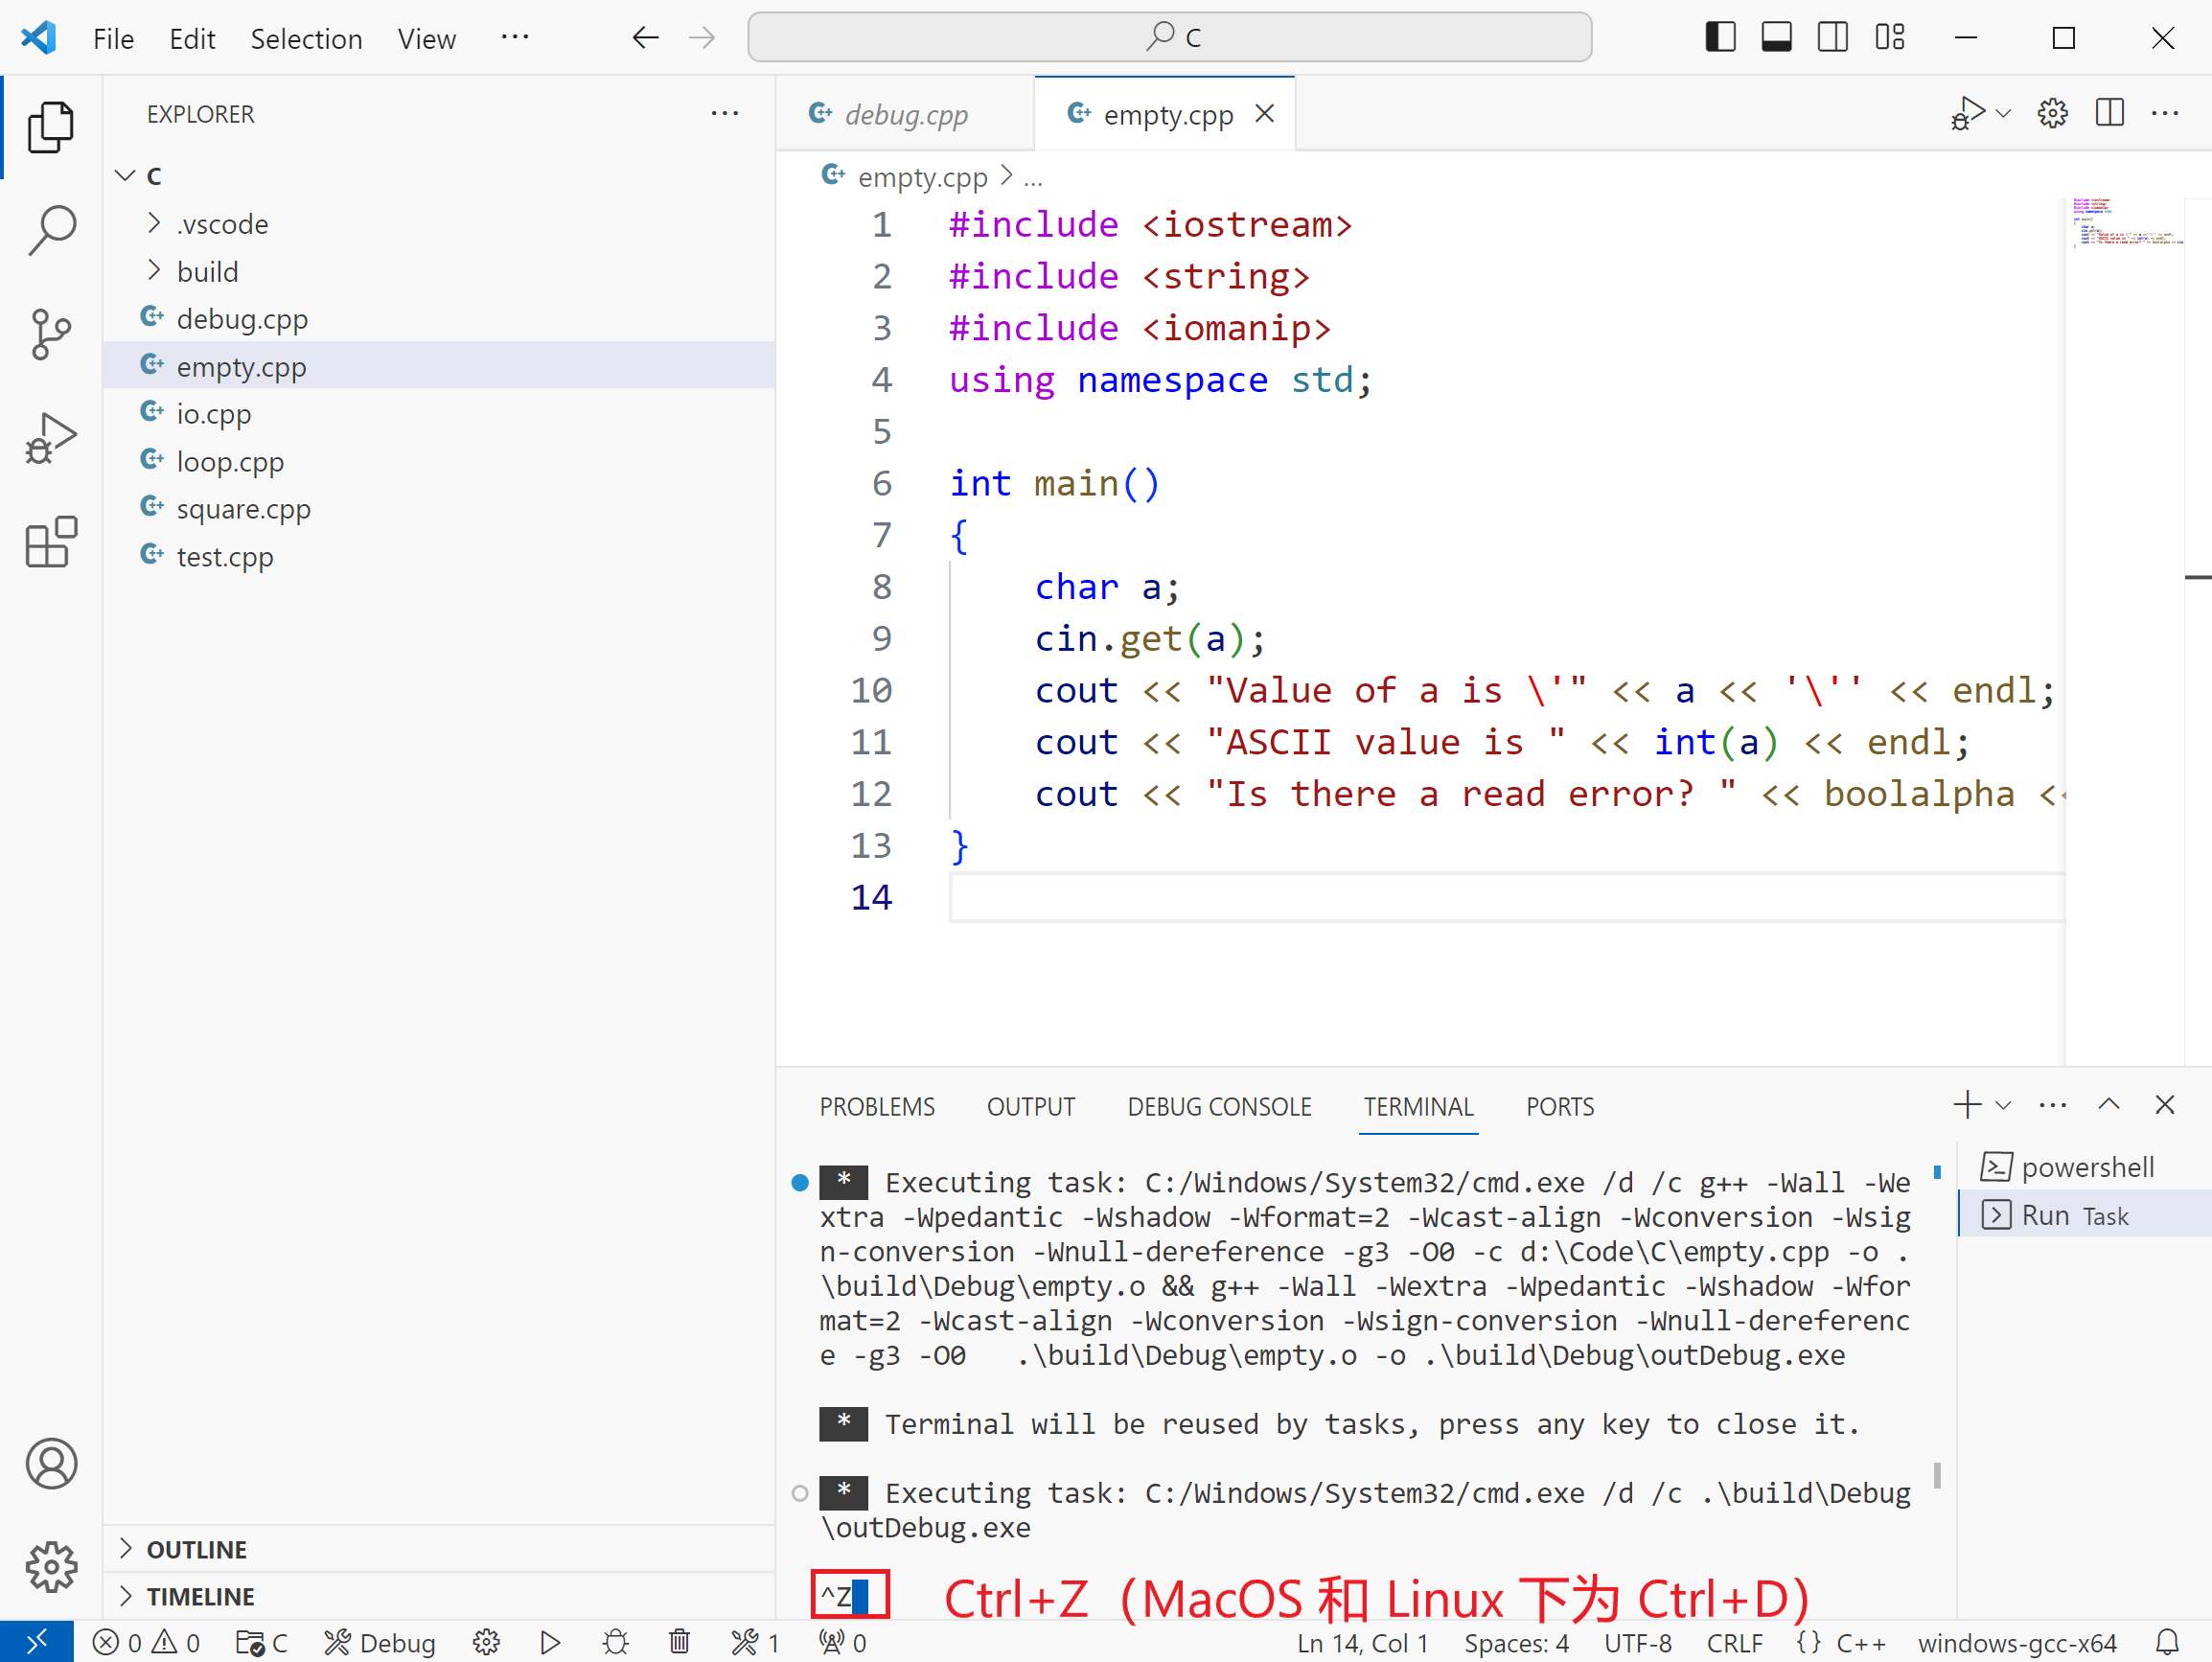 File Edit Selection View ··· C
EXPLORER ···
C
.vscode
build
debug.cpp
empty.cpp
io.cpp
loop.cpp
square.cpp
test.cpp
OUTLINE
TIMELINE
debug.cpp empty.cpp
empty.cpp > ...
1 #include <iostream>
2 #include <string>
3 #include <iomanip>
4 using namespace std;
5
6 int main()
7 {
8 char a;
9 cin.get(a);
10 cout << "Value of a is \'" << a << '\'' << endl;
11 cout << "ASCII value is " << int(a) << endl;
12 cout << "Is there a read error? " << boolalpha <<
13 }
14
PROBLEMS OUTPUT DEBUG CONSOLE TERMINAL PORTS
* Executing task: C:/Windows/System32/cmd.exe /d /c g++ -Wall -We
xtra -Wpedantic -Wshadow -Wformat=2 -Wcast-align -Wconversion -Wsig
n-conversion -Wnull-dereference -g3 -O0 -c d:\Code\C\empty.cpp -o .
\build\Debug\empty.o && g++ -Wall -Wextra -Wpedantic -Wshadow -Wfor
mat=2 -Wcast-align -Wconversion -Wsign-conversion -Wnull-dereferenc
e -g3 -O0 .\build\Debug\empty.o -o .\build\Debug\outDebug.exe
* Terminal will be reused by tasks, press any key to close it.
* Executing task: C:/Windows/System32/cmd.exe /d /c .\build\Debug
\outDebug.exe
^Z
Ctrl+Z（MacOS 和 Linux 下为 Ctrl+D）
powershell
Run Task
0 0 C Debug 1 0 Ln 14, Col 1 Spaces: 4 UTF-8 CRLF {} C++ windows-gcc-x64